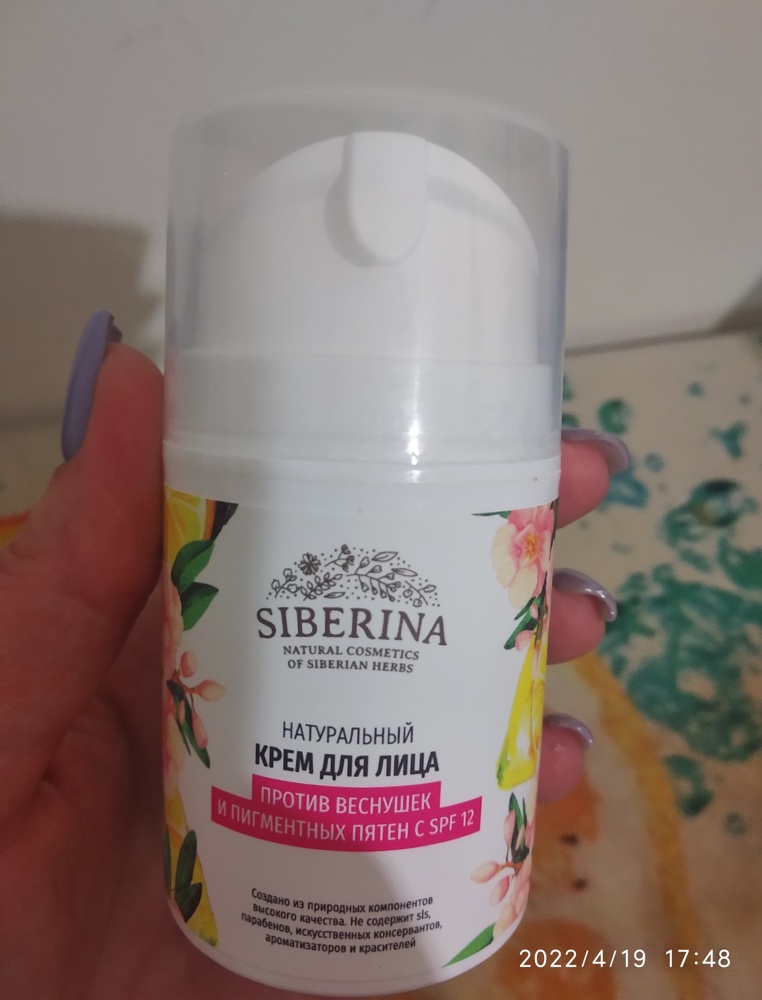 SIBERINA
NATURAL COSMETICS
OF SIBERIAN HERBS
НАТУРАЛЬНЫЙ
КРЕМ ДЛЯ ЛИЦА
ПРОТИВ ВЕСНУШЕК
И ПИГМЕНТНЫХ ПЯТЕН С SPF 12
Создано из природных компонентов
высокого качества. Не содержит sls,
парабенов, искусственных консервантов,
ароматизаторов и красителей
2022/4/19 17:48